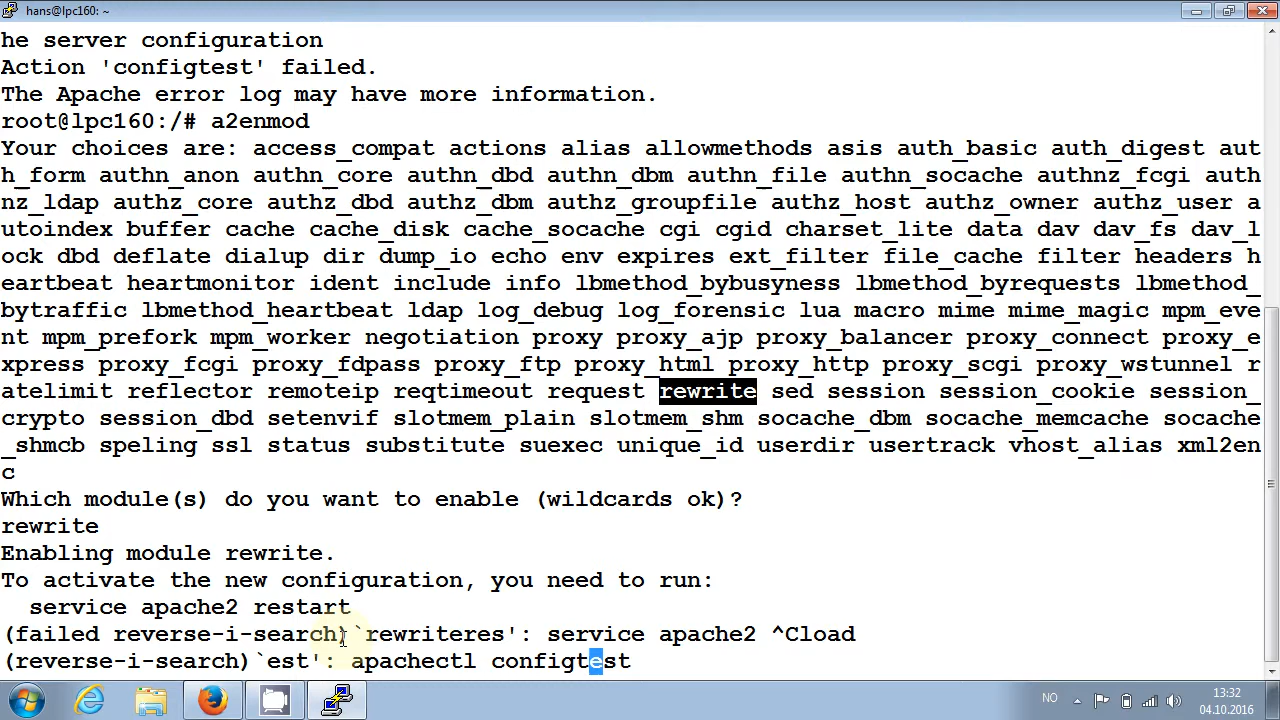 hans@lpc160: ~
he server configuration
Action 'configtest' failed.
The Apache error log may have more information.
root@lpc160:/# a2enmod
Your choices are: access_compat actions alias allowmethods asis auth_basic auth_digest aut
h_form authn_anon authn_core authn_dbd authn_dbm authn_file authn_socache authnz_fcgi auth
nz_ldap authz_core authz_dbd authz_dbm authz_groupfile authz_host authz_owner authz_user a
utoindex buffer cache cache_disk cache_socache cgi cgid charset_lite data dav dav_fs dav_l
ock dbd deflate dialup dir dump_io echo env expires ext_filter file_cache filter headers h
eartbeat heartmonitor ident include info lbmethod_bybusyness lbmethod_byrequests lbmethod_
bytraffic lbmethod_heartbeat ldap log_debug log_forensic lua macro mime mime_magic mpm_eve
nt mpm_prefork mpm_worker negotiation proxy proxy_ajp proxy_balancer proxy_connect proxy_e
xpress proxy_fcgi proxy_fdpass proxy_ftp proxy_html proxy_http proxy_scgi proxy_wstunnel r
atelimit reflector remoteip reqtimeout request rewrite sed session session_cookie session_
crypto session_dbd setenvif slotmem_plain slotmem_shm socache_dbm socache_memcache socache
_shmcb speling ssl status substitute suexec unique_id userdir usertrack vhost_alias xml2en
c
Which module(s) do you want to enable (wildcards ok)?
rewrite
Enabling module rewrite.
To activate the new configuration, you need to run:
  service apache2 restart
(failed reverse-i-search)`rewriteres': service apache2 ^Cload
(reverse-i-search)`est': apachectl configtest
NO
13:32
04.10.2016